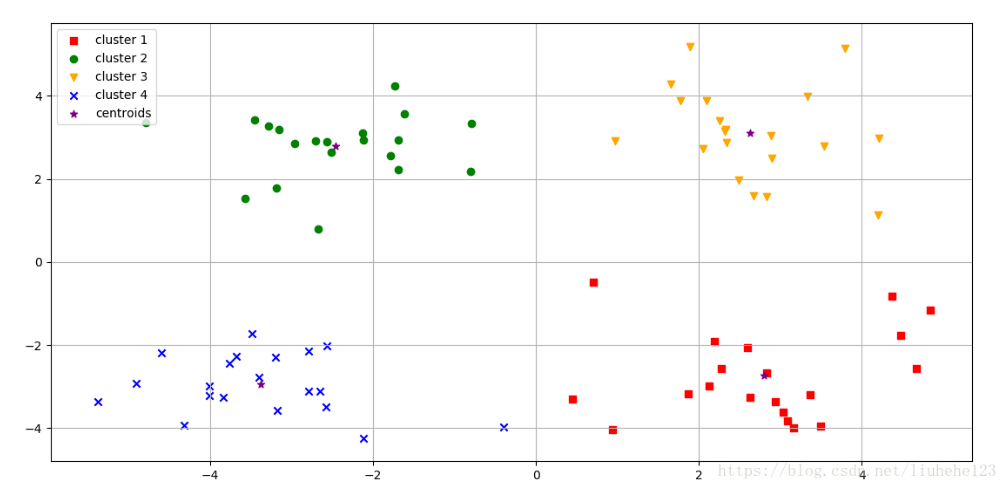 cluster 1
cluster 2
cluster 3
cluster 4
centroids
4
2
0
−2
−4
−4
−2
0
2
4
https://blog.csdn.net/liuhehe123